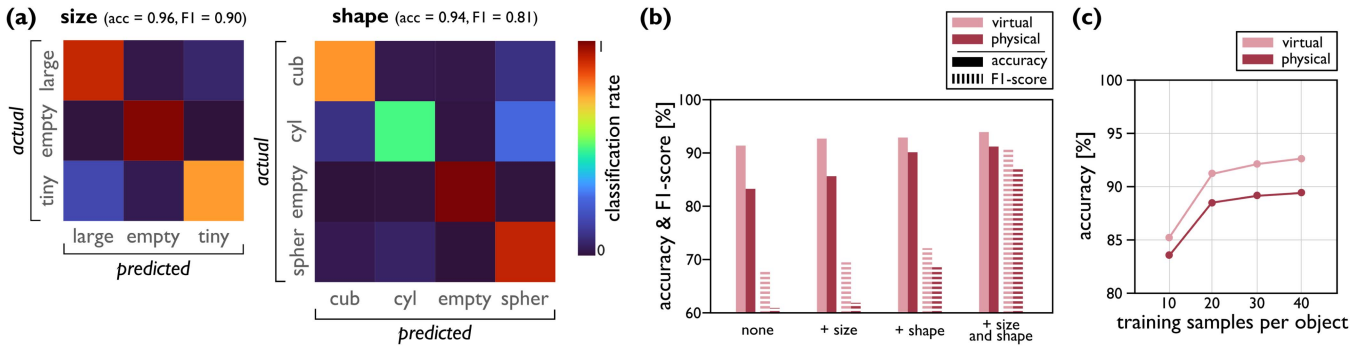 (a)
size (acc = 0.96, F1 = 0.90)
actual
large
empty
tiny
large empty tiny
predicted
shape (acc = 0.94, F1 = 0.81)
actual
cub
cyl
empty
spher
cub cyl empty spher
predicted
1
classification rate
0
(b)
virtual
physical
accuracy
F1-score
accuracy & F1-score [%]
100
90
80
70
60
none
+ size
+ shape
+ size
and shape
(c)
virtual
physical
accuracy [%]
100
95
90
85
80
10 20 30 40
training samples per object